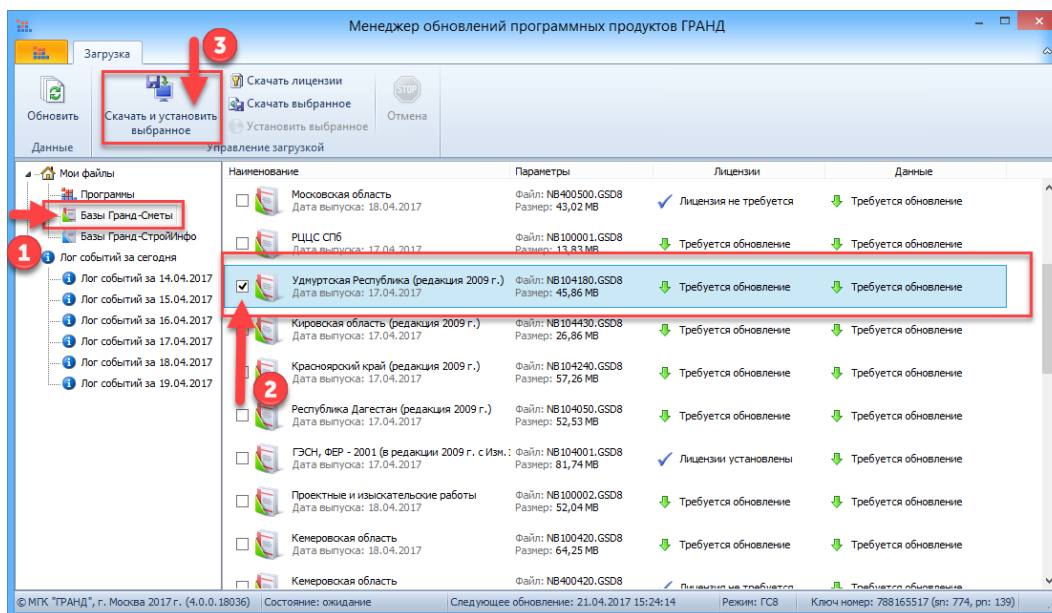 Менеджер обновлений программных продуктов ГРАНД
Загрузка
3
Обновить
Скачать и установить
выбранное
Скачать лицензии
Скачать выбранное
Установить выбранное
STOP
Отмена
Данные
Управление загрузкой
Мои файлы
Программы
Базы Гранд-Сметы
Базы Гранд-СтройИнфо
1
Лог событий за сегодня
Лог событий за 14.04.2017
Лог событий за 15.04.2017
Лог событий за 16.04.2017
Лог событий за 17.04.2017
Лог событий за 18.04.2017
Лог событий за 19.04.2017
Наименование Параметры Лицензии Данные
Московская область Файл: NB400500.GSD8
Дата выпуска: 18.04.2017 Размер: 43,02 MB Лицензия не требуется Требуется обновление
РЦЦС СПб Файл: NB100001.GSD8
Дата выпуска: 17.04.2017 Размер: 13,83 MB Требуется обновление Требуется обновление
Удмуртская Республика (редакция 2009 г.) Файл: NB104180.GSD8
Дата выпуска: 17.04.2017 Размер: 45,86 MB Требуется обновление Требуется обновление
Кировская область (редакция 2009 г.) Файл: NB104430.GSD8
Дата выпуска: 17.04.2017 Размер: 26,86 MB Требуется обновление Требуется обновление
Красноярский край (редакция 2009 г.) Файл: NB104240.GSD8
Дата выпуска: 17.04.2017 Размер: 57,26 MB Требуется обновление Требуется обновление
2
Республика Дагестан (редакция 2009 г.) Файл: NB104050.GSD8
Дата выпуска: 17.04.2017 Размер: 52,53 MB Требуется обновление Требуется обновление
ГЭСН, ФЕР - 2001 (в редакции 2009 г. с Изм. Файл: NB104001.GSD8
Дата выпуска: 17.04.2017 Размер: 81,74 MB Лицензии установлены Требуется обновление
Проектные и изыскательские работы Файл: NB100002.GSD8
Дата выпуска: 18.04.2017 Размер: 52,04 MB Требуется обновление Требуется обновление
Кемеровская область Файл: NB100420.GSD8
Дата выпуска: 18.04.2017 Размер: 64,25 MB Требуется обновление Требуется обновление
Кемеровская область Файл: NB400420.GSD8
Лицензия не требуется Требуется обновление
© МГК "ГРАНД", г. Москва 2017 г. (4.0.0.18036) Состояние: ожидание Следующее обновление: 21.04.2017 15:24:14 Режим: ГС8 Ключ номер: 788165517 (sn: 774, pn: 139)